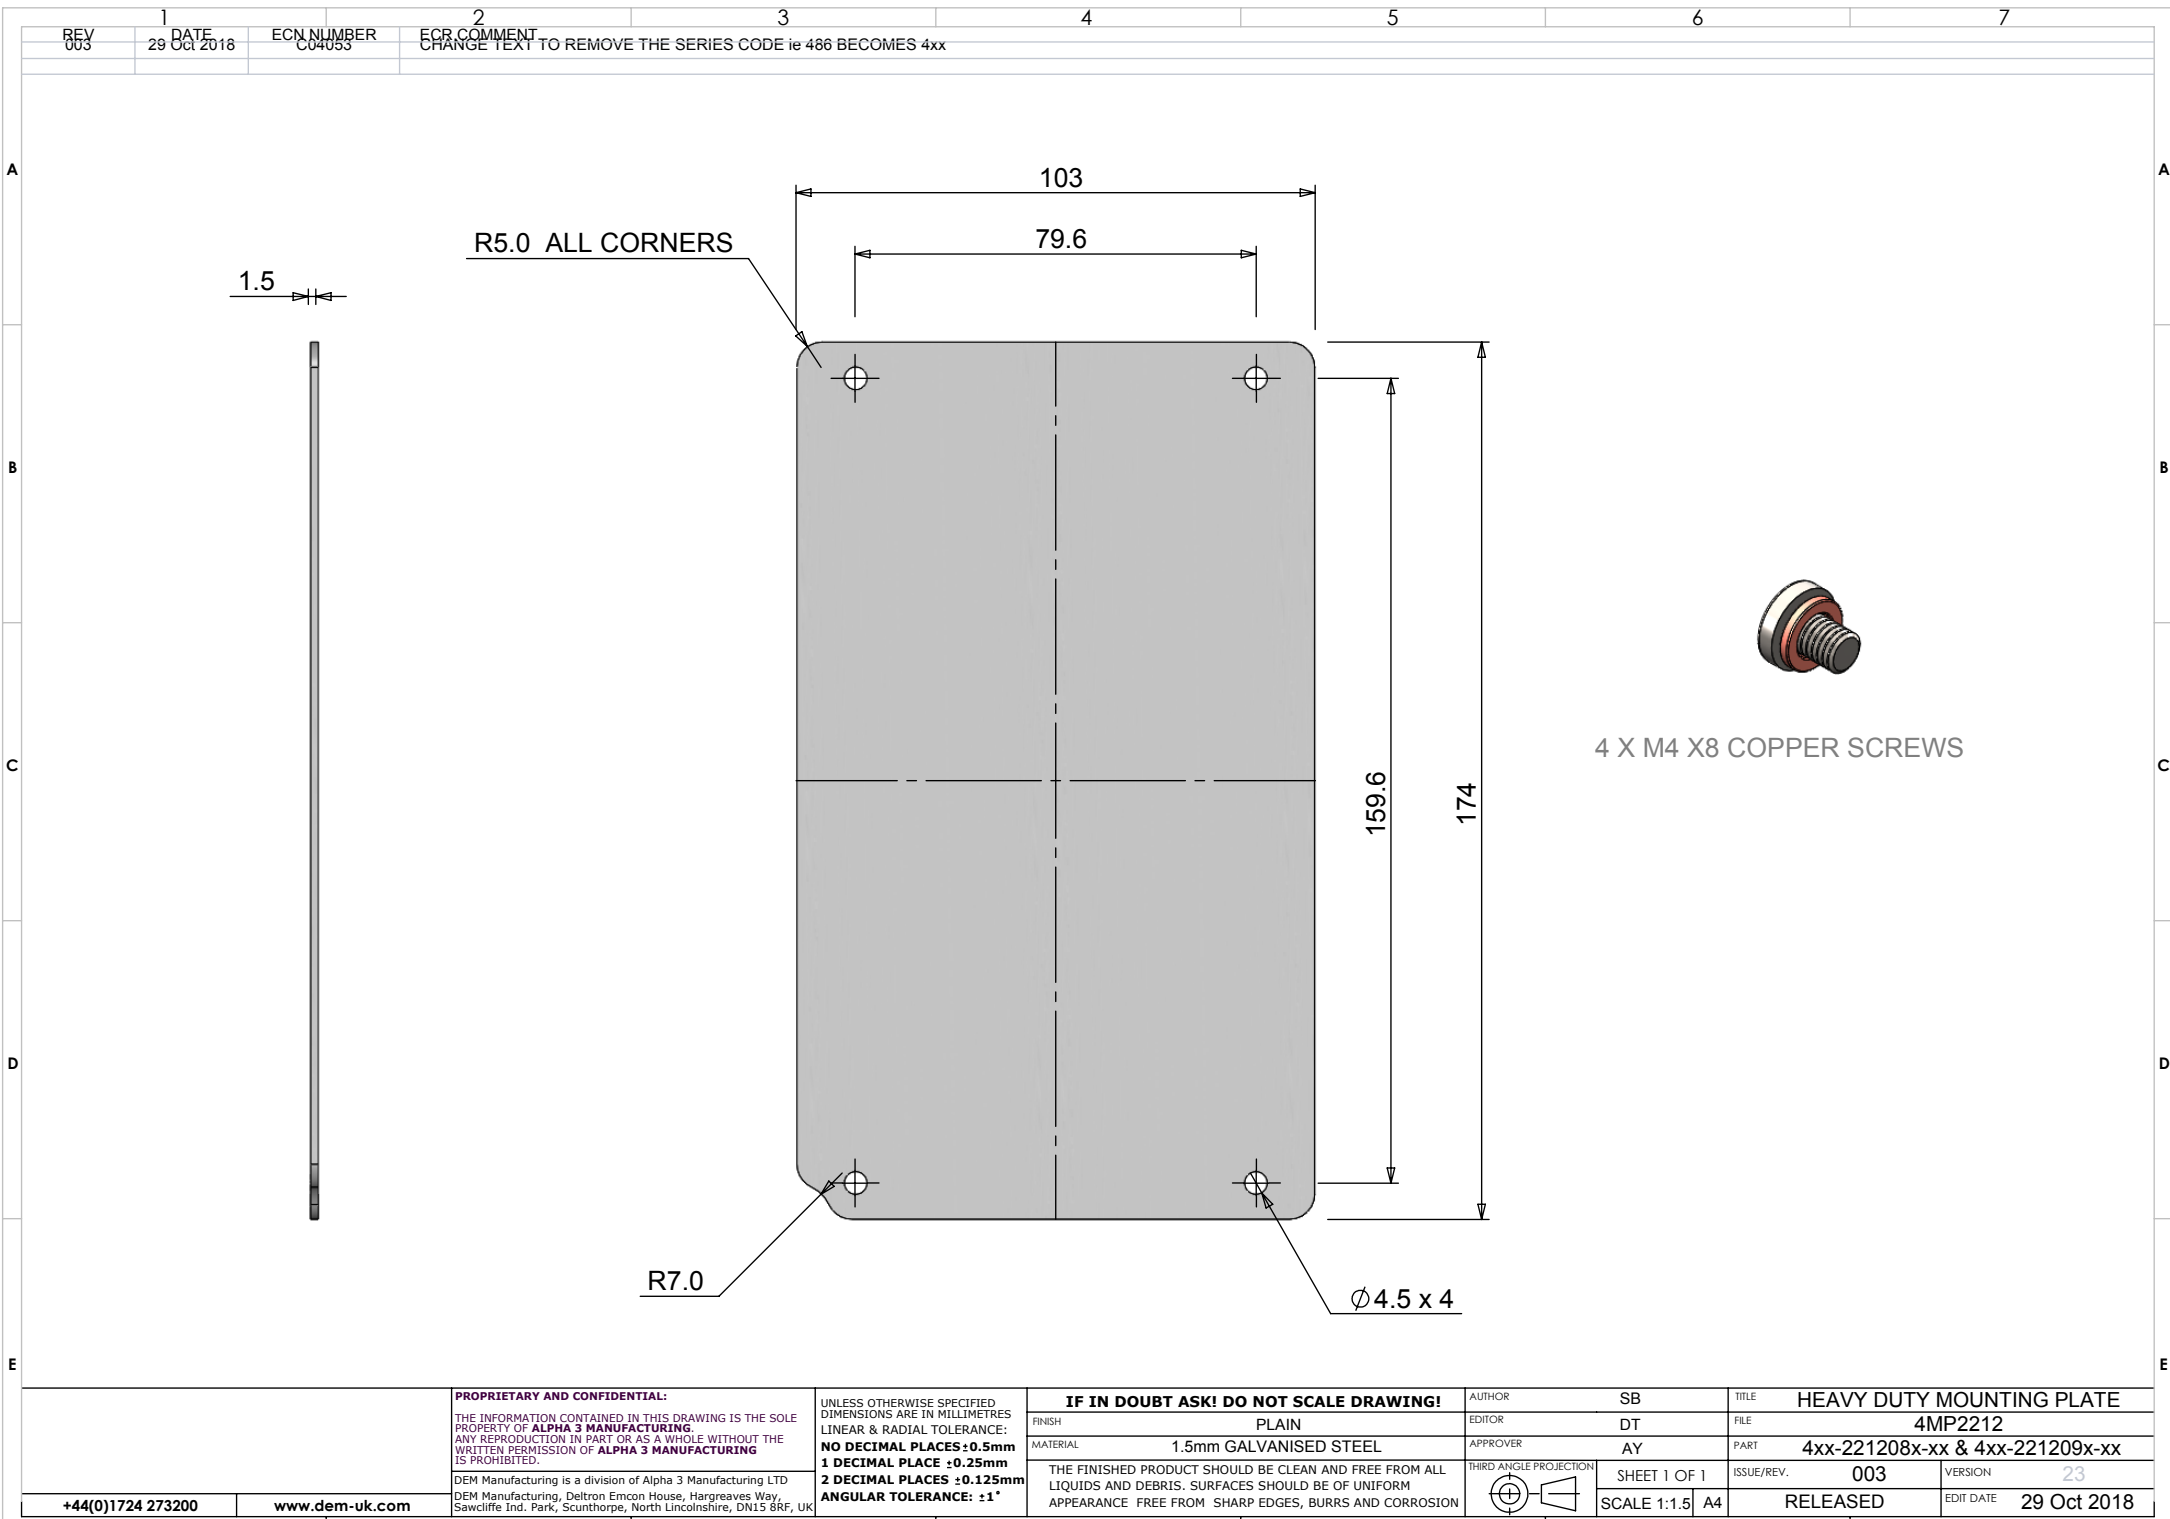 1 2 3 4 5 6 7
REV DATE ECN NUMBER ECR COMMENT
003 29 Oct 2018 C04053 CHANGE TEXT TO REMOVE THE SERIES CODE ie 486 BECOMES 4xx
A A
103
R5.0 ALL CORNERS
79.6
1.5
B B
4 X M4 X8 COPPER SCREWS
C C
159.6
174
D D
R7.0
Ø4.5 x 4
E E
PROPRIETARY AND CONFIDENTIAL:
THE INFORMATION CONTAINED IN THIS DRAWING IS THE SOLE
PROPERTY OF ALPHA 3 MANUFACTURING.
ANY REPRODUCTION IN PART OR AS A WHOLE WITHOUT THE
WRITTEN PERMISSION OF ALPHA 3 MANUFACTURING
IS PROHIBITED.
DEM Manufacturing is a division of Alpha 3 Manufacturing LTD
DEM Manufacturing, Deltron Emcon House, Hargreaves Way,
Sawcliffe Ind. Park, Scunthorpe, North Lincolnshire, DN15 8RF, UK
+44(0)1724 273200 www.dem-uk.com
UNLESS OTHERWISE SPECIFIED
DIMENSIONS ARE IN MILLIMETRES
LINEAR & RADIAL TOLERANCE:
NO DECIMAL PLACES±0.5mm
1 DECIMAL PLACE ±0.25mm
2 DECIMAL PLACES ±0.125mm
ANGULAR TOLERANCE: ±1°
IF IN DOUBT ASK! DO NOT SCALE DRAWING!
FINISH PLAIN
MATERIAL 1.5mm GALVANISED STEEL
THE FINISHED PRODUCT SHOULD BE CLEAN AND FREE FROM ALL
LIQUIDS AND DEBRIS. SURFACES SHOULD BE OF UNIFORM
APPEARANCE FREE FROM SHARP EDGES, BURRS AND CORROSION
AUTHOR SB
EDITOR DT
APPROVER AY
THIRD ANGLE PROJECTION
SHEET 1 OF 1
SCALE 1:1.5 A4
TITLE HEAVY DUTY MOUNTING PLATE
FILE 4MP2212
PART 4xx-221208x-xx & 4xx-221209x-xx
ISSUE/REV. 003 VERSION 23
RELEASED EDIT DATE 29 Oct 2018